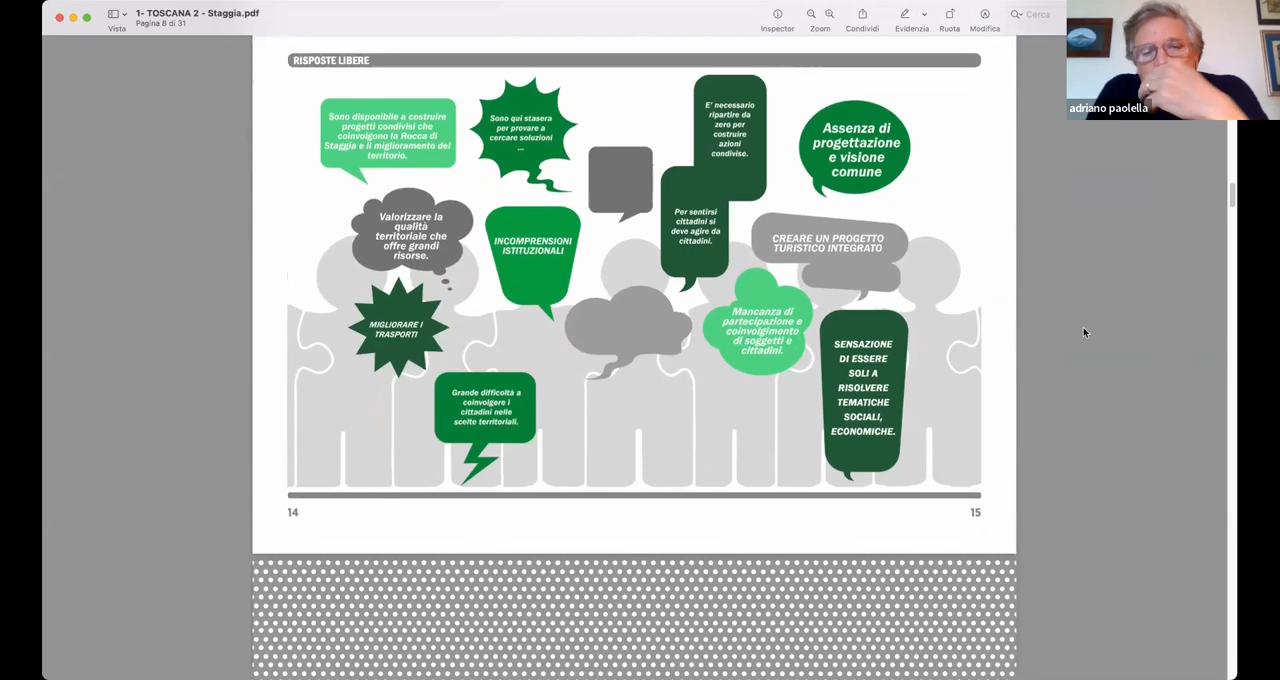 1- TOSCANA 2 - Staggia.pdf
Pagina 8 di 31
Vista
Inspector
Zoom
Condividi
Evidenzia
Ruota
Modifica
Cerca
adriano paolella
RISPOSTE LIBERE
Sono disponibile a costruire
progetti condivisi che
coinvolgono la Rocca di
Staggia e il miglioramento del
territorio.
Sono qui stasera
per provare a
cercare soluzioni
...
E' necessario
ripartire da
zero per
costruire
azioni
condivise.
Assenza di
progettazione
e visione
comune
Valorizzare la
qualità
territoriale che
offre grandi
risorse.
INCOMPRENSIONI
ISTITUZIONALI
Per sentirsi
cittadini si
deve agire da
cittadini.
CREARE UN PROGETTO
TURISTICO INTEGRATO
MIGLIORARE I
TRASPORTI
Mancanza di
partecipazione e
coinvolgimento
di soggetti e
cittadini.
SENSAZIONE
DI ESSERE
SOLI A
RISOLVERE
TEMATICHE
SOCIALI,
ECONOMICHE.
Grande difficoltà a
coinvolgere i
cittadini nelle
scelte territoriali.
14
15